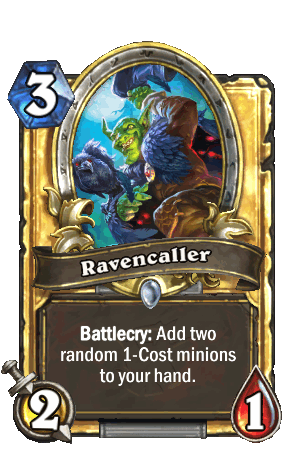 3
Ravencaller
Battlecry: Add two
random 1-Cost minions
to your hand.
2
1